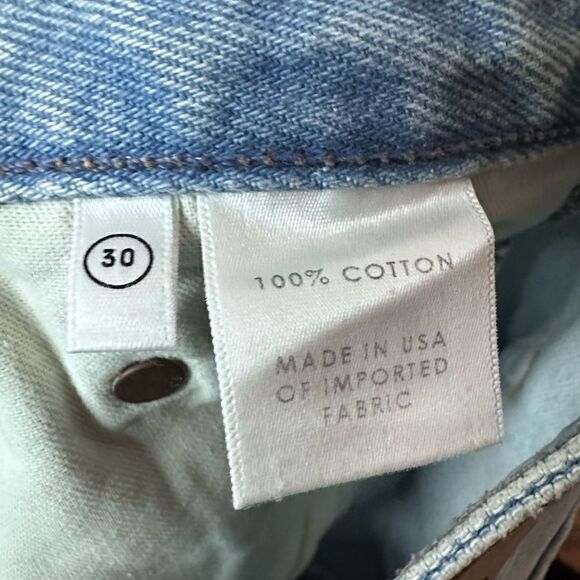 30
100% COTTON
MADE IN USA
OF IMPORTED
FABRIC